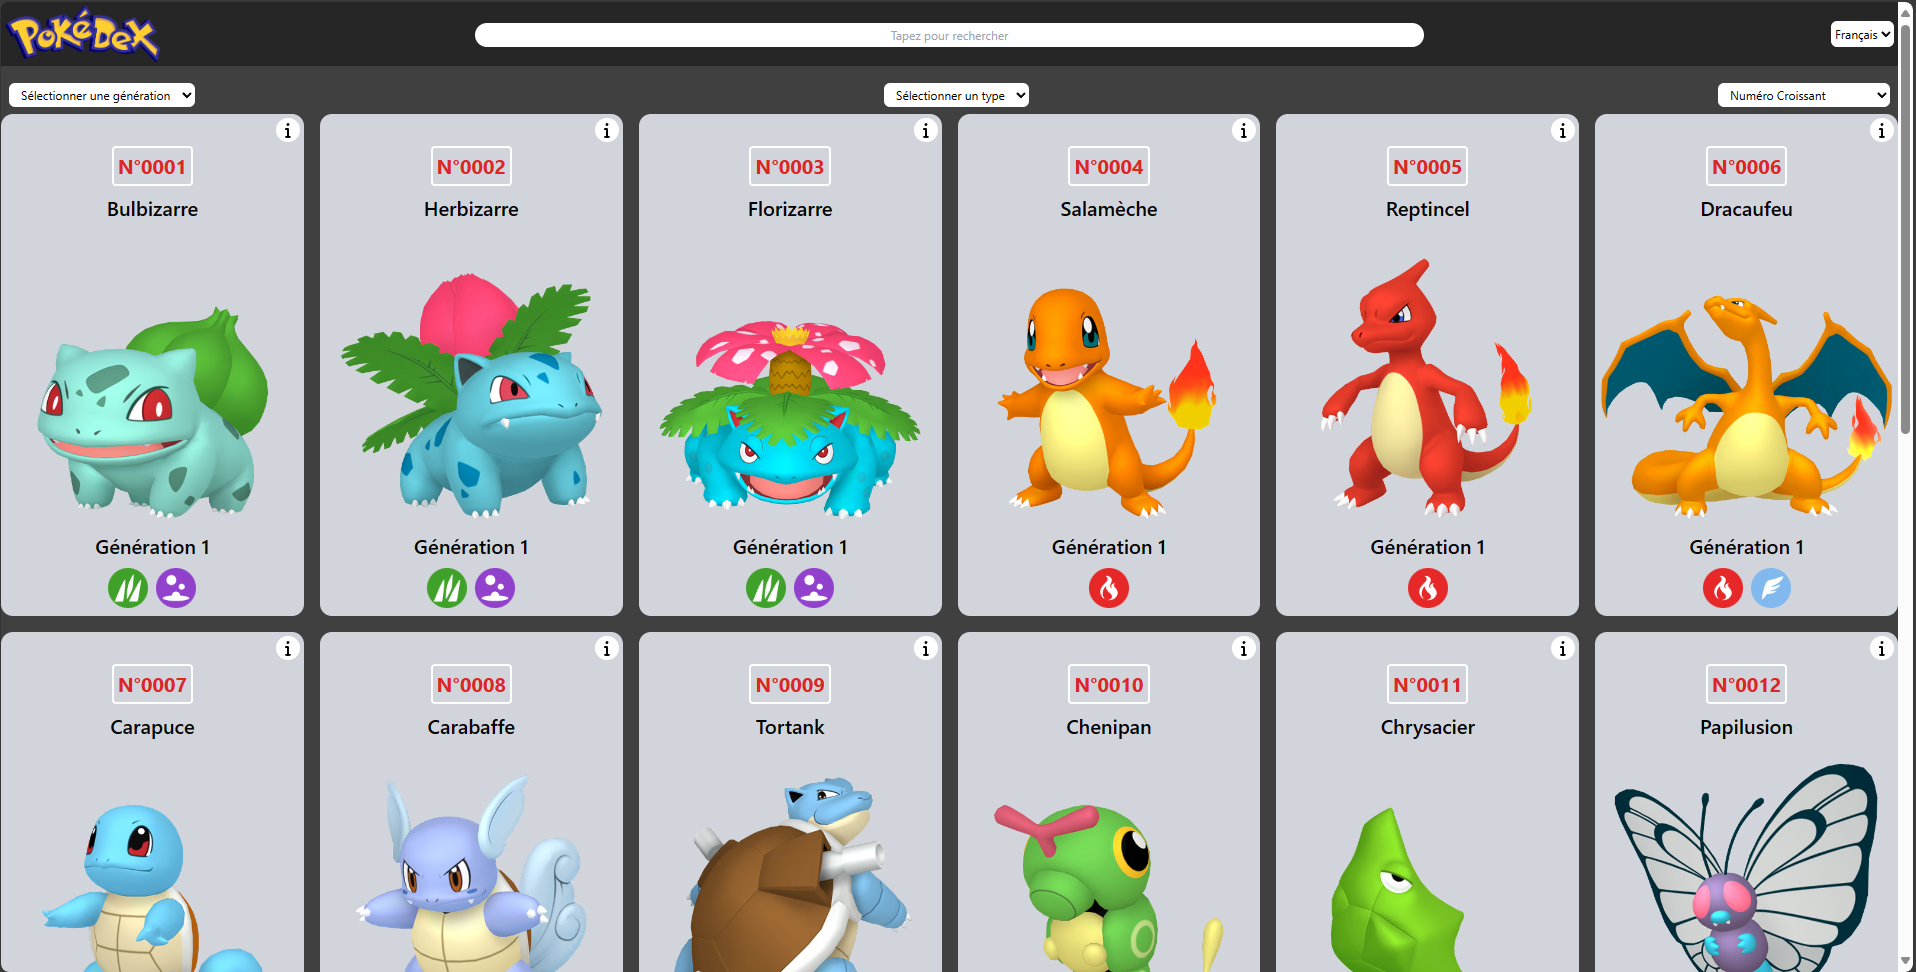 PoKéDeX
Tapez pour rechercher
Français
Sélectionner une génération
Sélectionner un type
Numéro Croissant
N°0001
Bulbizarre
Génération 1
N°0002
Herbizarre
Génération 1
N°0003
Florizarre
Génération 1
N°0004
Salamèche
Génération 1
N°0005
Reptincel
Génération 1
N°0006
Dracaufeu
Génération 1
N°0007
Carapuce
N°0008
Carabaffe
N°0009
Tortank
N°0010
Chenipan
N°0011
Chrysacier
N°0012
Papilusion